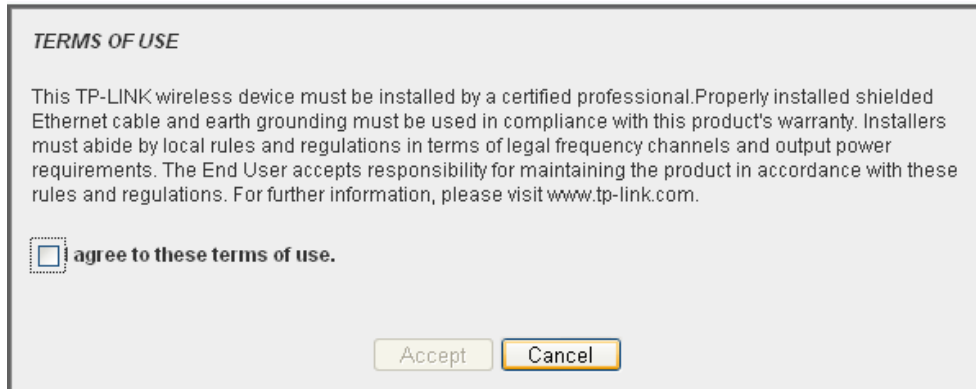 TERMS OF USE
This TP-LINK wireless device must be installed by a certified professional.Properly installed shielded
Ethernet cable and earth grounding must be used in compliance with this product's warranty. Installers
must abide by local rules and regulations in terms of legal frequency channels and output power
requirements. The End User accepts responsibility for maintaining the product in accordance with these
rules and regulations. For further information, please visit www.tp-link.com.
I agree to these terms of use.
Accept Cancel